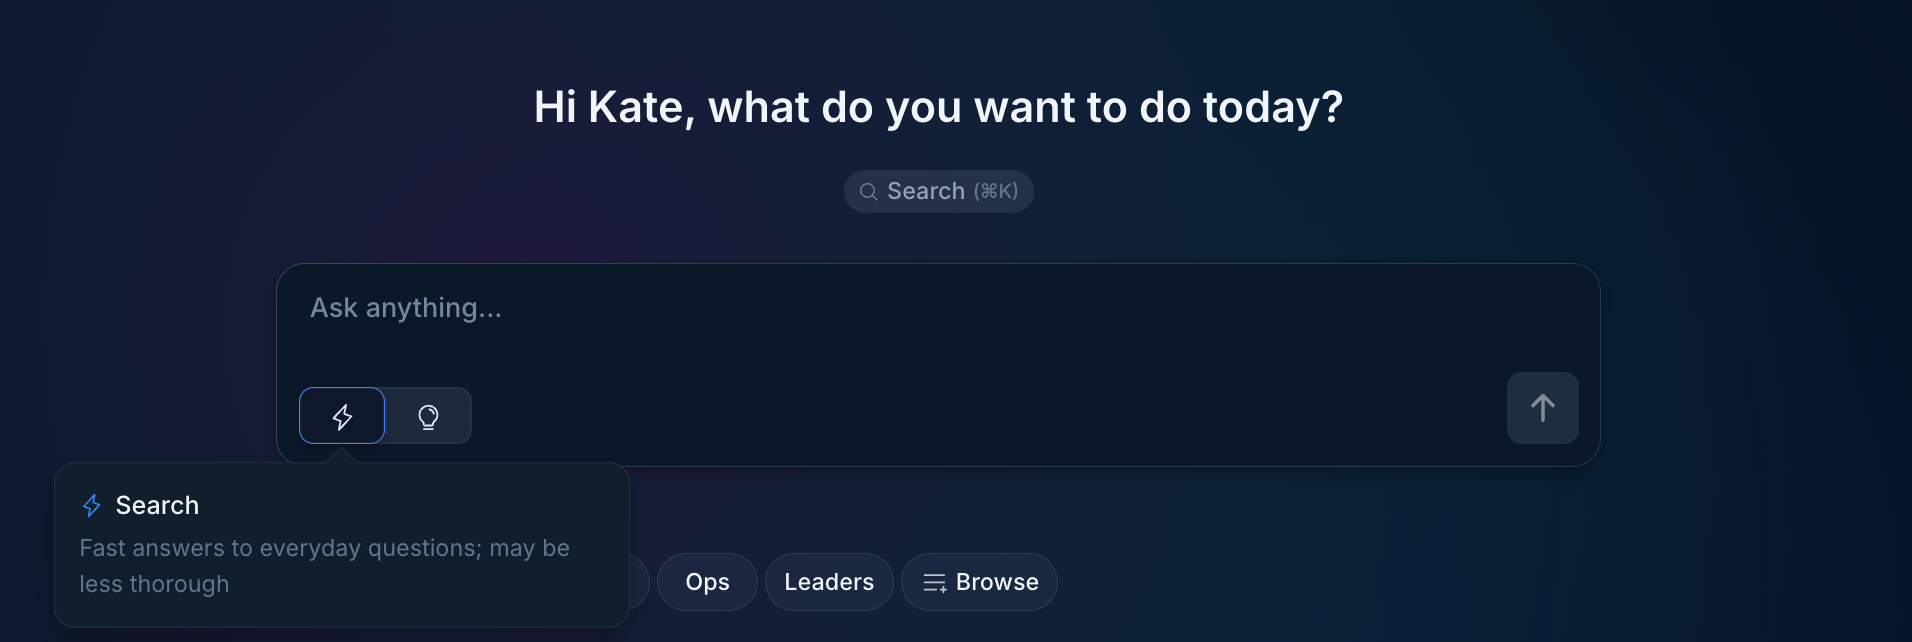 Hi Kate, what do you want to do today?
Search (⌘K)
Ask anything...
Search
Fast answers to everyday questions; may be
less thorough
Ops
Leaders
Browse